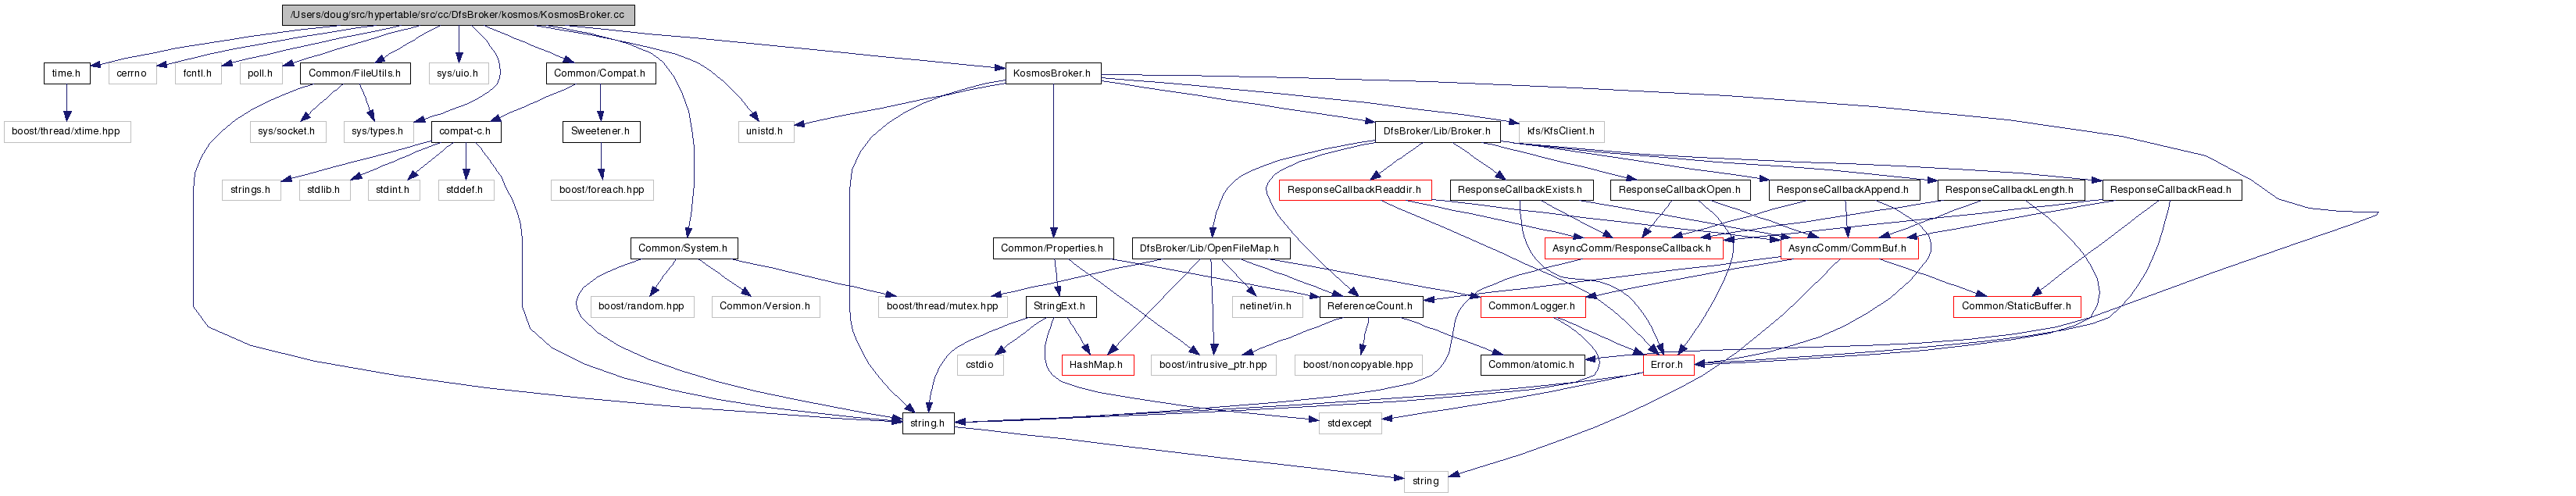 /Users/doug/src/hypertable/src/cc/DfsBroker/kosmos/KosmosBroker.cc
time.h
cerrno
fcntl.h
poll.h
Common/FileUtils.h
sys/uio.h
Common/Compat.h
KosmosBroker.h
boost/thread/xtime.hpp
sys/socket.h
sys/types.h
compat-c.h
Sweetener.h
unistd.h
DfsBroker/Lib/Broker.h
kfs/KfsClient.h
strings.h
stdlib.h
stdint.h
stddef.h
boost/foreach.hpp
ResponseCallbackReaddir.h
ResponseCallbackExists.h
ResponseCallbackOpen.h
ResponseCallbackAppend.h
ResponseCallbackLength.h
ResponseCallbackRead.h
Common/System.h
Common/Properties.h
DfsBroker/Lib/OpenFileMap.h
AsyncComm/ResponseCallback.h
AsyncComm/CommBuf.h
boost/random.hpp
Common/Version.h
boost/thread/mutex.hpp
StringExt.h
netinet/in.h
ReferenceCount.h
Common/Logger.h
Common/StaticBuffer.h
cstdio
HashMap.h
boost/intrusive_ptr.hpp
boost/noncopyable.hpp
Common/atomic.h
Error.h
string.h
stdexcept
string